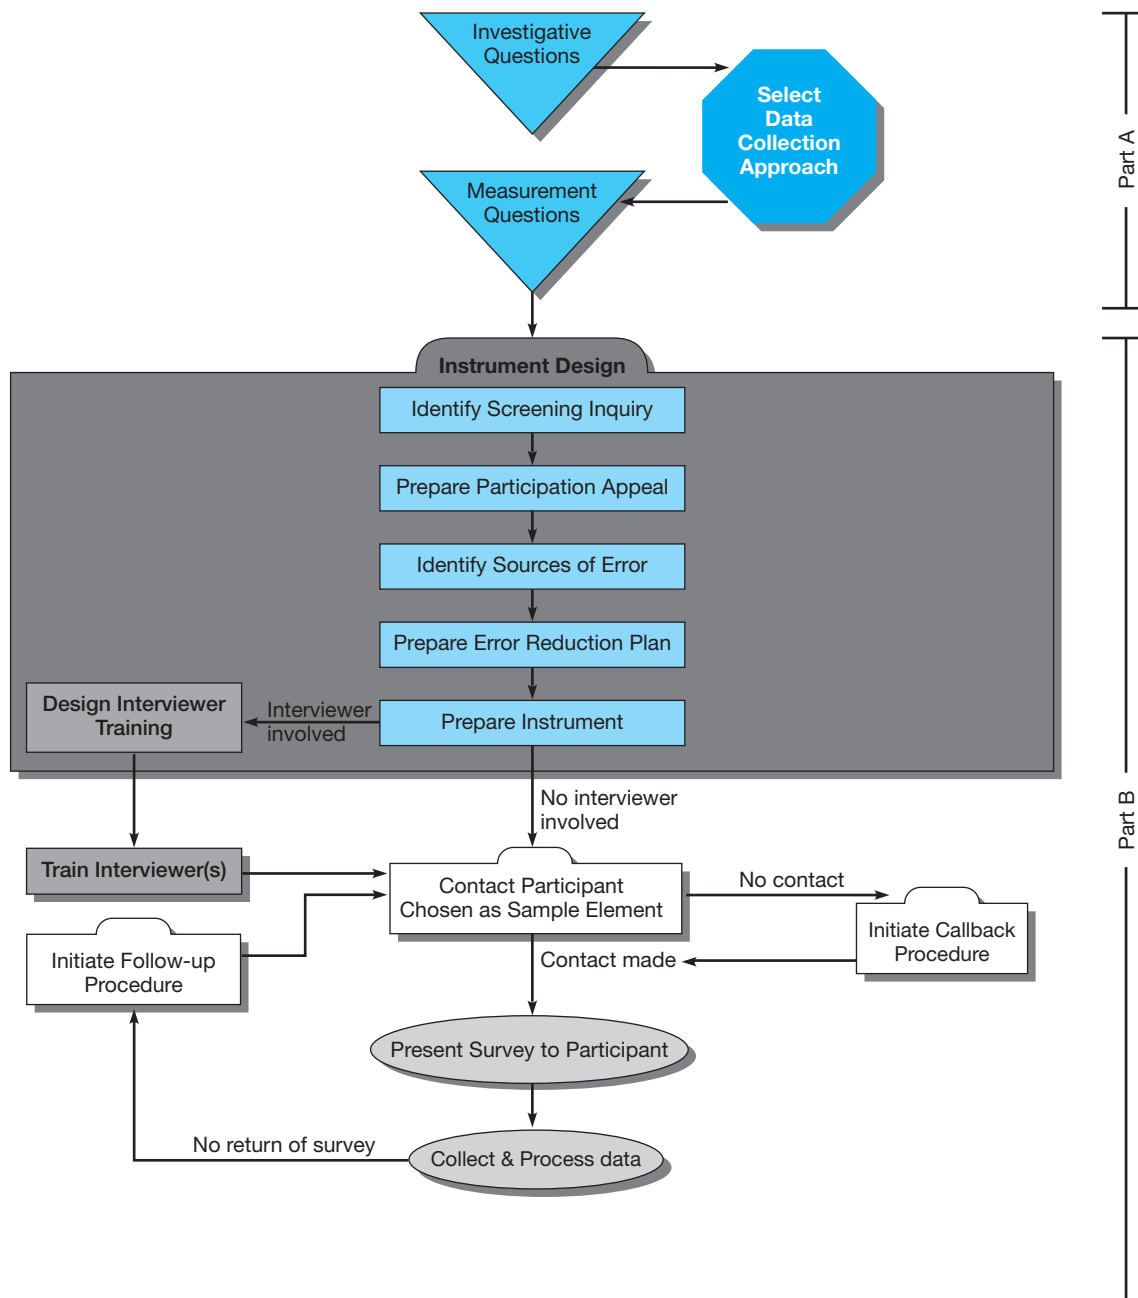 Investigative
Questions
Select
Data
Collection
Approach
Part A
Measurement
Questions
Instrument Design
Identify Screening Inquiry
Prepare Participation Appeal
Identify Sources of Error
Prepare Error Reduction Plan
Design Interviewer
Training
Interviewer
involved
Prepare Instrument
No interviewer
involved
Part B
Train Interviewer(s)
Contact Participant
Chosen as Sample Element
No contact
Initiate Callback
Procedure
Initiate Follow-up
Procedure
Contact made
Present Survey to Participant
No return of survey
Collect & Process data